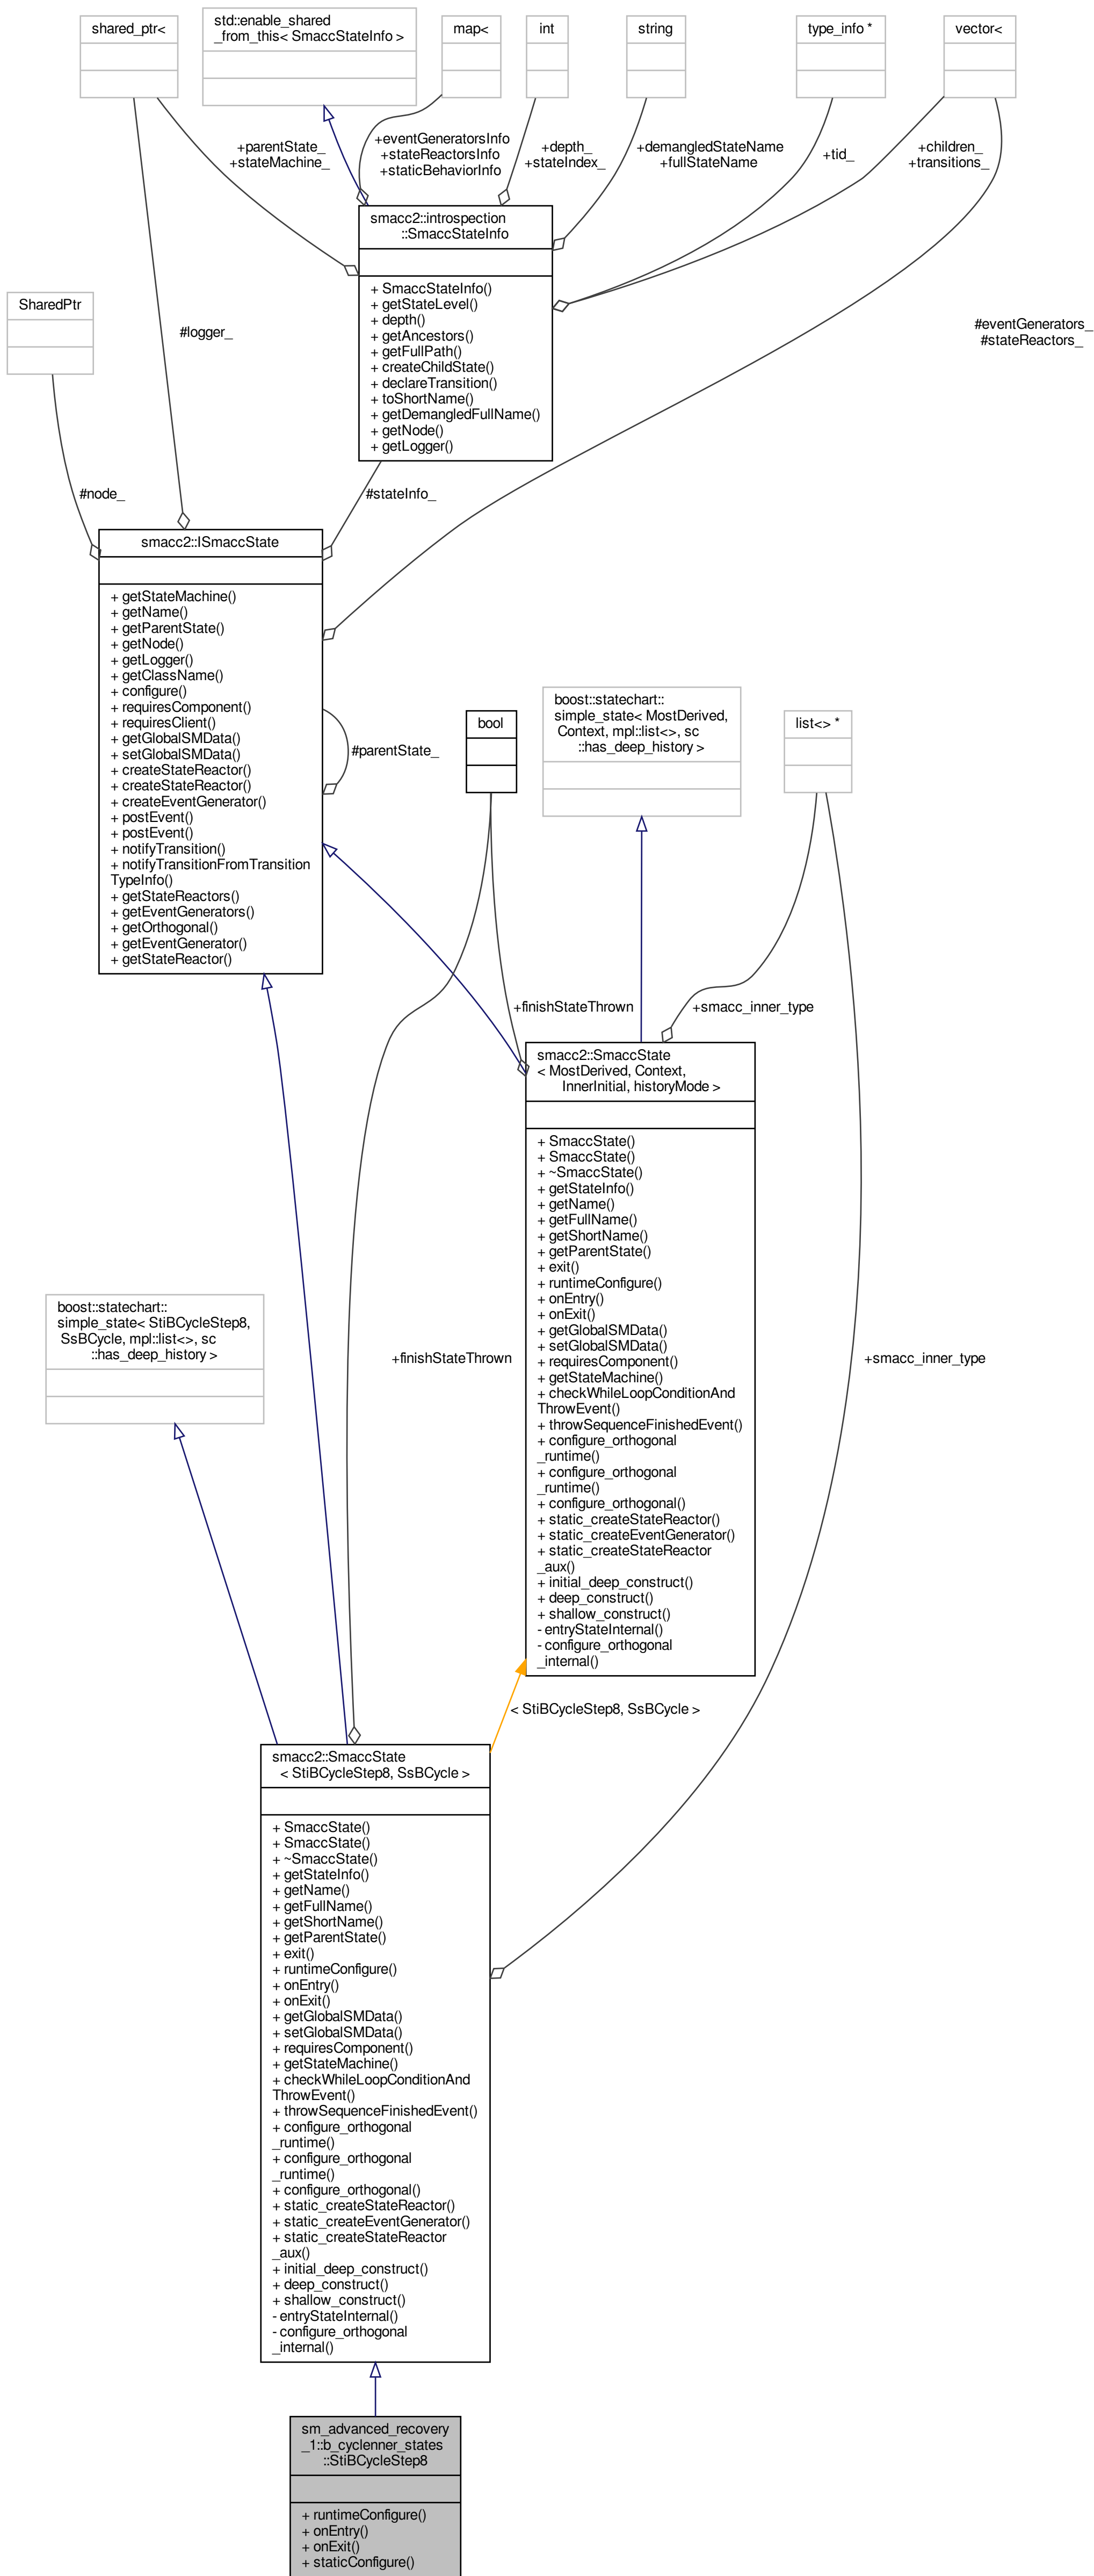 shared_ptr<
std::enable_shared
_from_this< SmaccStateInfo >
map<
int
string
type_info *
vector<
+parentState_
+stateMachine_
+eventGeneratorsInfo
+stateReactorsInfo
+staticBehaviorInfo
+depth_
+stateIndex_
+demangledStateName
+fullStateName
+tid_
+children_
+transitions_
smacc2::introspection
::SmaccStateInfo
+ SmaccStateInfo()
+ getStateLevel()
+ depth()
+ getAncestors()
+ getFullPath()
+ createChildState()
+ declareTransition()
+ toShortName()
+ getDemangledFullName()
+ getNode()
+ getLogger()
SharedPtr
#logger_
#eventGenerators_
#stateReactors_
#node_
#stateInfo_
smacc2::ISmaccState
+ getStateMachine()
+ getName()
+ getParentState()
+ getNode()
+ getLogger()
+ getClassName()
+ configure()
+ requiresComponent()
+ requiresClient()
+ getGlobalSMData()
+ setGlobalSMData()
+ createStateReactor()
+ createStateReactor()
+ createEventGenerator()
+ postEvent()
+ postEvent()
+ notifyTransition()
+ notifyTransitionFromTransition
TypeInfo()
+ getStateReactors()
+ getEventGenerators()
+ getOrthogonal()
+ getEventGenerator()
+ getStateReactor()
#parentState_
bool
boost::statechart::
simple_state< MostDerived,
Context, mpl::list<>, sc
::has_deep_history >
list<> *
+finishStateThrown
+smacc_inner_type
smacc2::SmaccState
< MostDerived, Context,
InnerInitial, historyMode >
+ SmaccState()
+ SmaccState()
+ ~SmaccState()
+ getStateInfo()
+ getName()
+ getFullName()
+ getShortName()
+ getParentState()
+ exit()
+ runtimeConfigure()
+ onEntry()
+ onExit()
+ getGlobalSMData()
+ setGlobalSMData()
+ requiresComponent()
+ getStateMachine()
+ checkWhileLoopConditionAnd
ThrowEvent()
+ throwSequenceFinishedEvent()
+ configure_orthogonal
_runtime()
+ configure_orthogonal
_runtime()
+ configure_orthogonal()
+ static_createStateReactor()
+ static_createEventGenerator()
+ static_createStateReactor
_aux()
+ initial_deep_construct()
+ deep_construct()
+ shallow_construct()
- entryStateInternal()
- configure_orthogonal
_internal()
boost::statechart::
simple_state< StiBCycleStep8,
SsBCycle, mpl::list<>, sc
::has_deep_history >
+finishStateThrown
+smacc_inner_type
< StiBCycleStep8, SsBCycle >
smacc2::SmaccState
< StiBCycleStep8, SsBCycle >
+ SmaccState()
+ SmaccState()
+ ~SmaccState()
+ getStateInfo()
+ getName()
+ getFullName()
+ getShortName()
+ getParentState()
+ exit()
+ runtimeConfigure()
+ onEntry()
+ onExit()
+ getGlobalSMData()
+ setGlobalSMData()
+ requiresComponent()
+ getStateMachine()
+ checkWhileLoopConditionAnd
ThrowEvent()
+ throwSequenceFinishedEvent()
+ configure_orthogonal
_runtime()
+ configure_orthogonal
_runtime()
+ configure_orthogonal()
+ static_createStateReactor()
+ static_createEventGenerator()
+ static_createStateReactor
_aux()
+ initial_deep_construct()
+ deep_construct()
+ shallow_construct()
- entryStateInternal()
- configure_orthogonal
_internal()
sm_advanced_recovery
_1::b_cyclenner_states
::StiBCycleStep8
+ runtimeConfigure()
+ onEntry()
+ onExit()
+ staticConfigure()